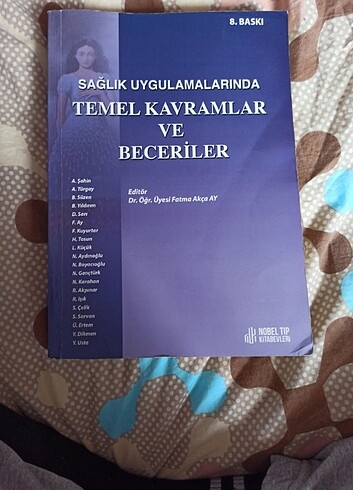 8. BASKI
SAĞLIK UYGULAMALARINDA
TEMEL KAVRAMLAR
VE
BECERİLER
Editör
Dr. Öğr. Üyesi Fatma Akça AY
A. Şahin
A. Türgay
B. Süzen
B. Yıldırım
D. Sarı
F. Ay
F. Kuyurtar
H. Tosun
L. Küçük
N. Aydınoğlu
N. Boyacıoğlu
N. Gençtürk
N. Karahan
R. Akpınar
R. Işık
S. Çelik
S. Sarvan
Ü. Ertem
Y. Dikmen
Y. Usta
NOBEL TIP
KİTABEVLERİ